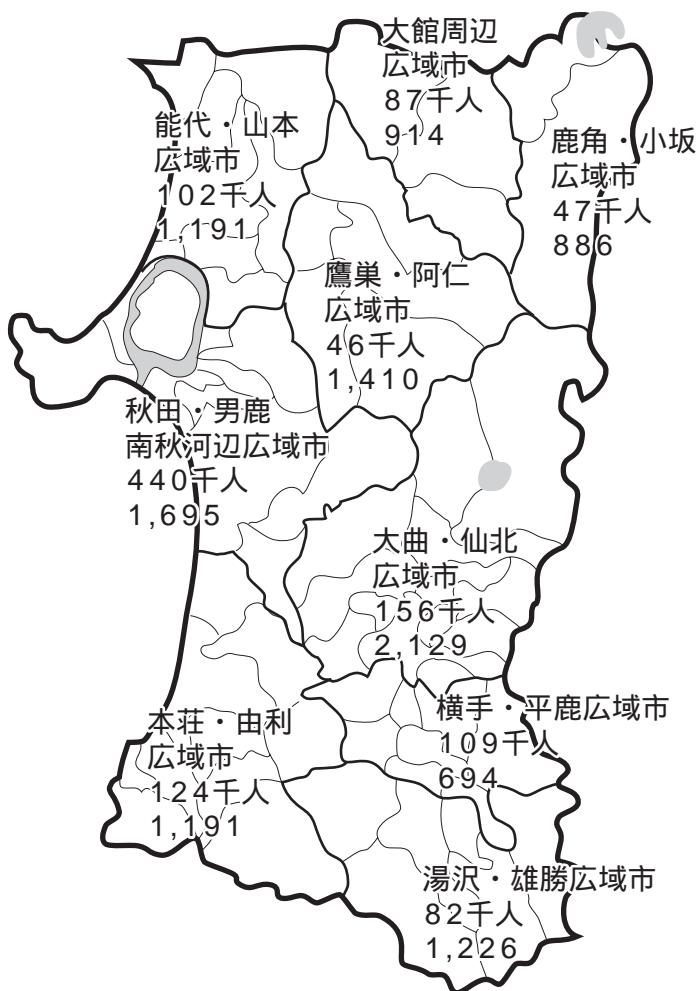 大館周辺
広域市
87千人
914
能代・山本
広域市
102千人
1,191
鹿角・小坂
広域市
47千人
886
鷹巣・阿仁
広域市
46千人
1,410
秋田・男鹿
南秋河辺広域市
440千人
1,695
大曲・仙北
広域市
156千人
2,129
横手・平鹿広域市
109千人
694
本荘・由利
広域市
124千人
1,191
湯沢・雄勝広域市
82千人
1,226